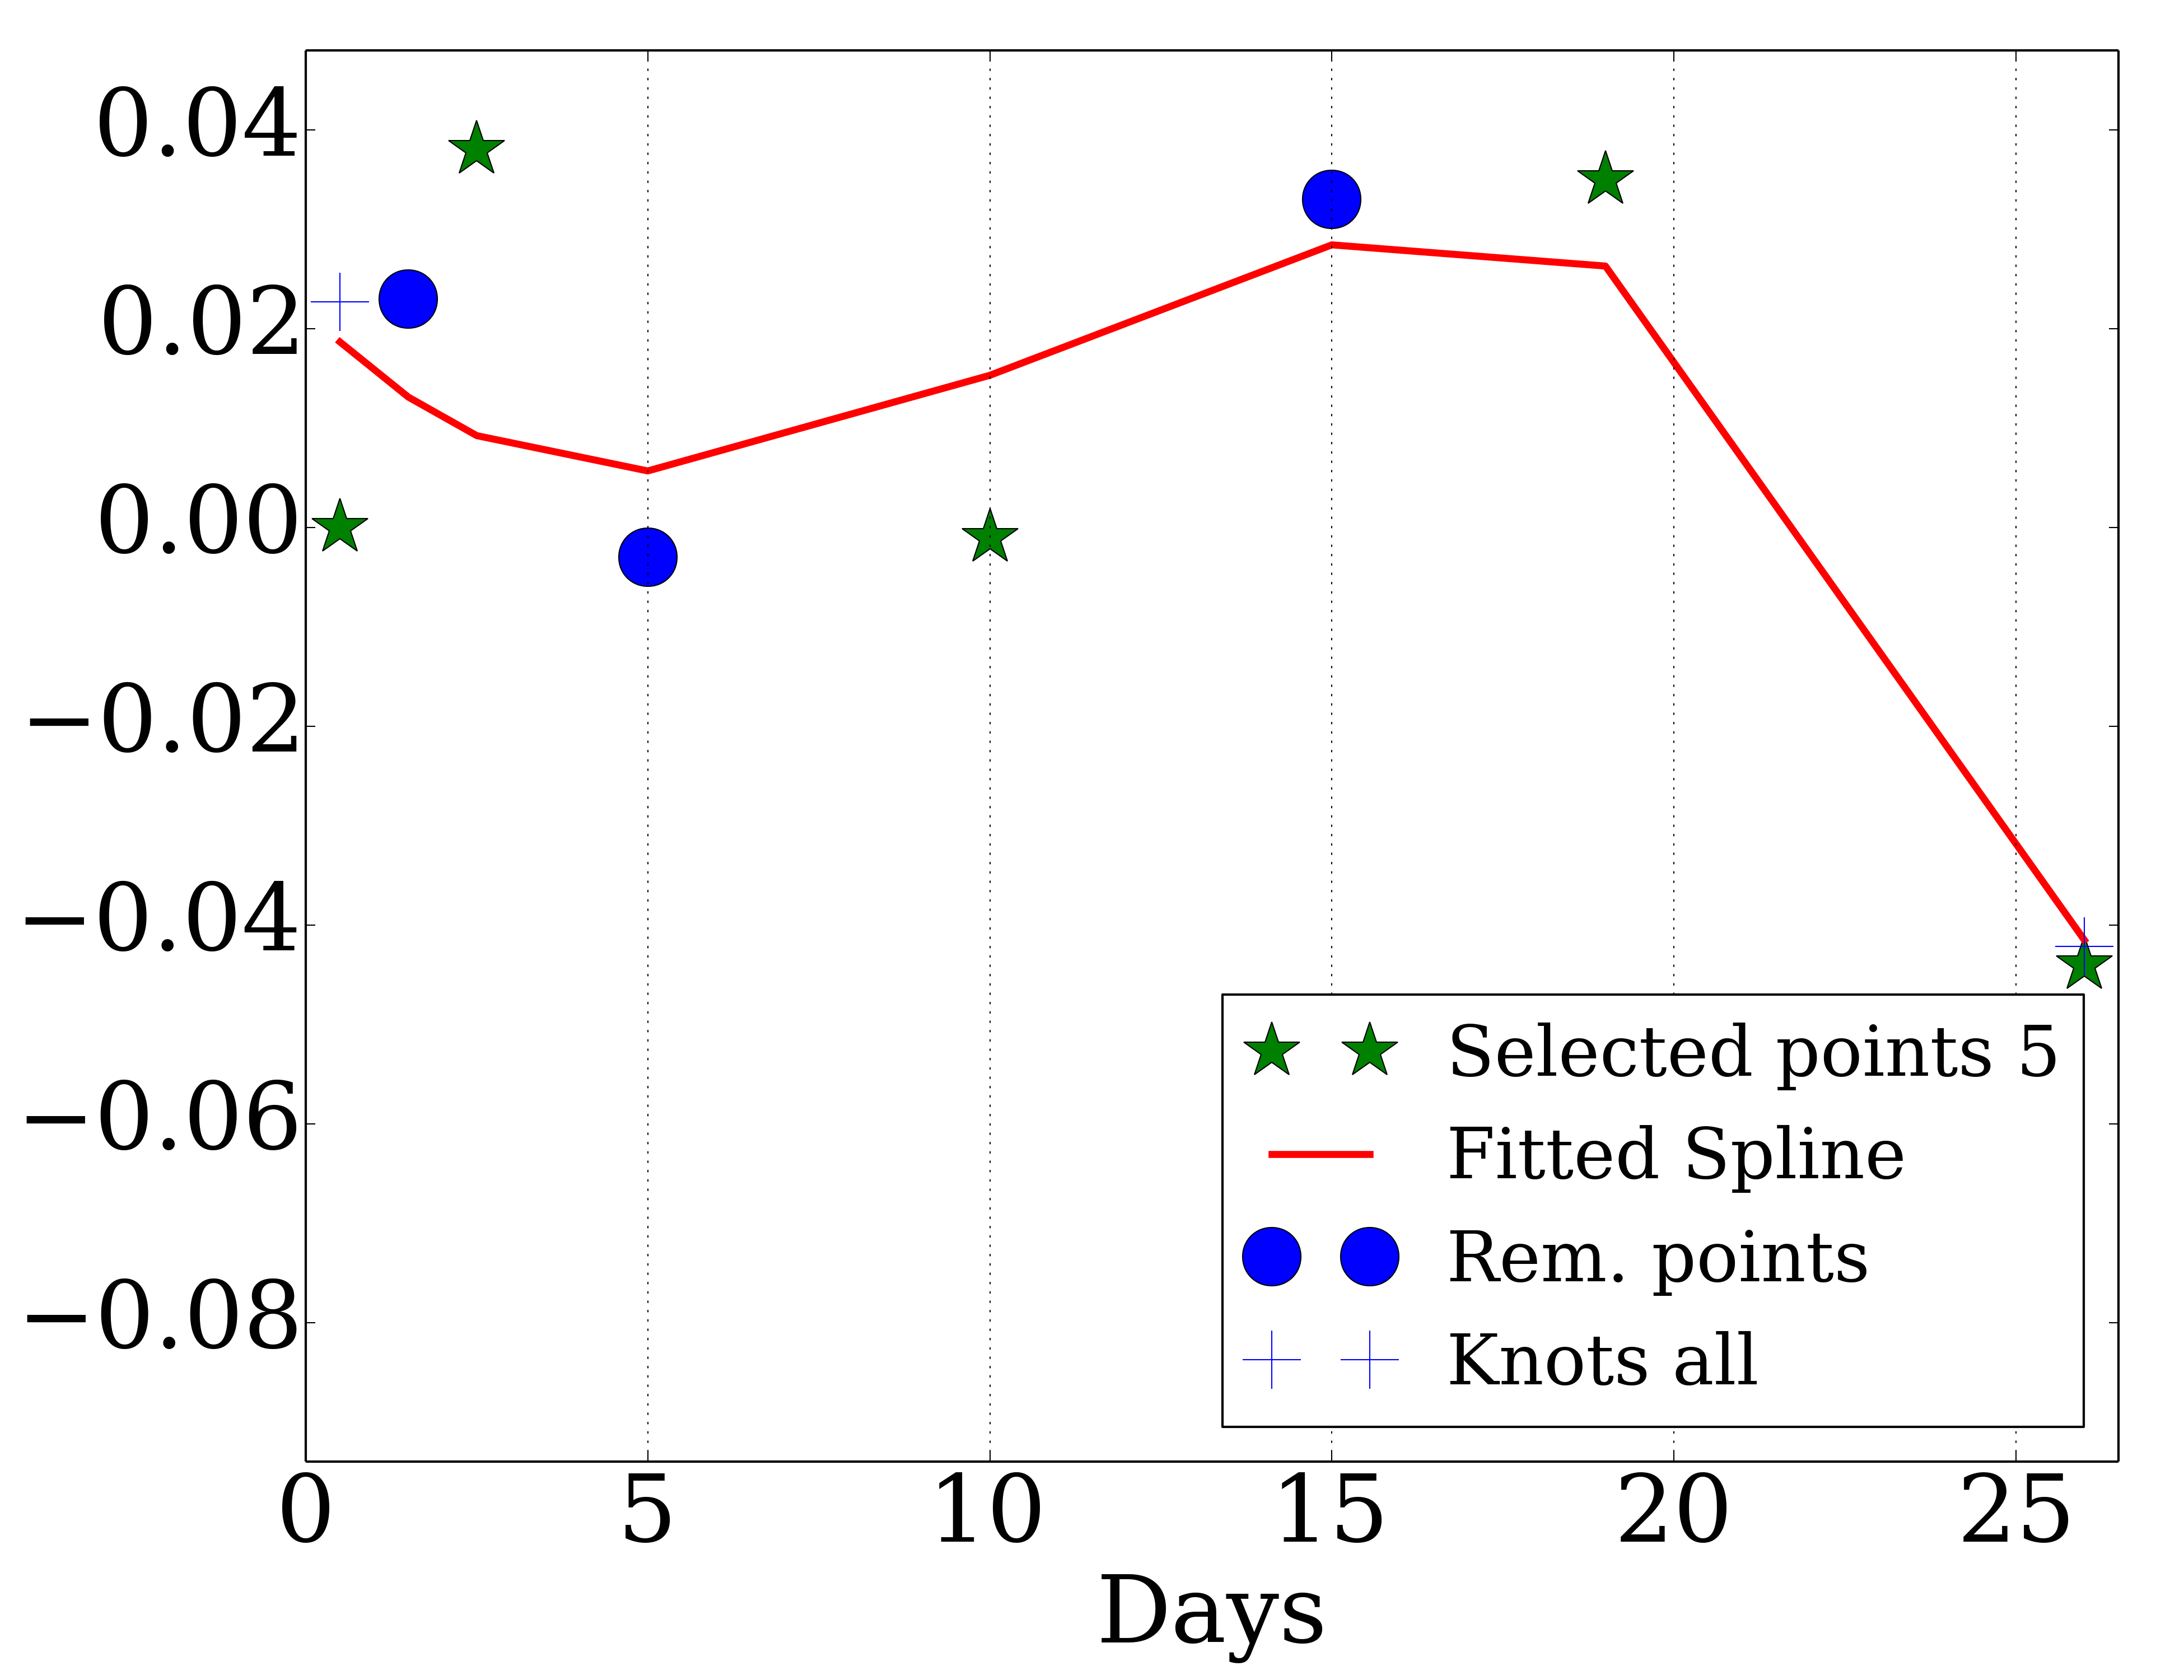 0.04
0.02
0.00
−0.02
−0.04
−0.06
−0.08
Selected points 5
Fitted Spline
Rem. points
Knots all
0 5 10 15 20 25
Days